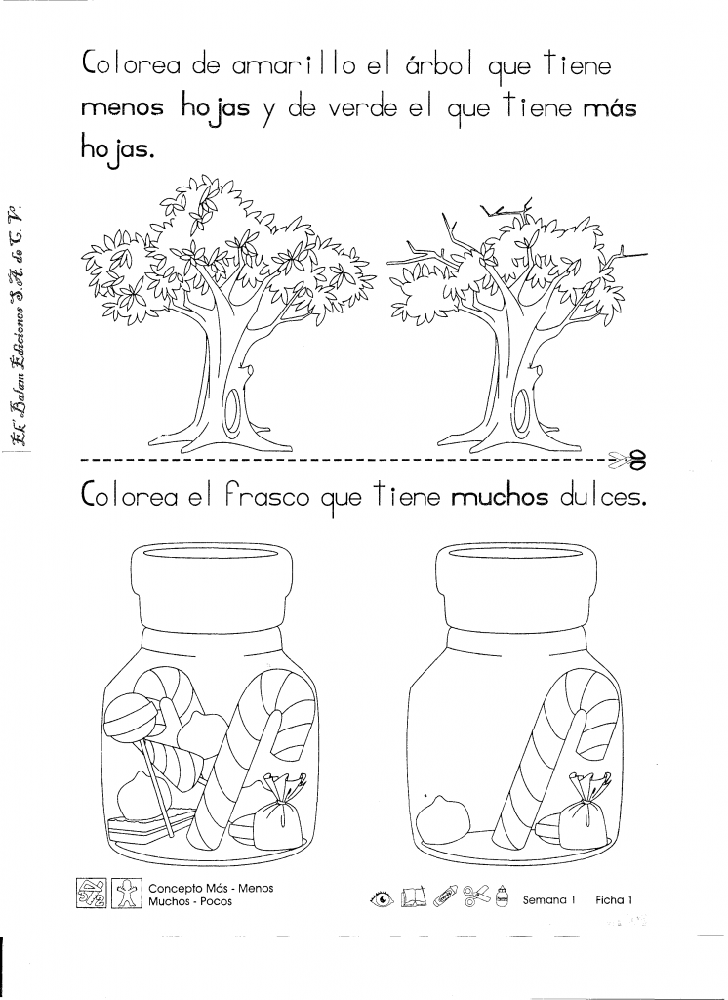 Colorea de amarillo el árbol que tiene
menos hojas y de verde el que tiene más
hojas.
Ek' Balam Ediciones S.A. de C. V.
Colorea el frasco que tiene muchos dulces.
Concepto Más - Menos
Muchos - Pocos
Semana 1 Ficha 1